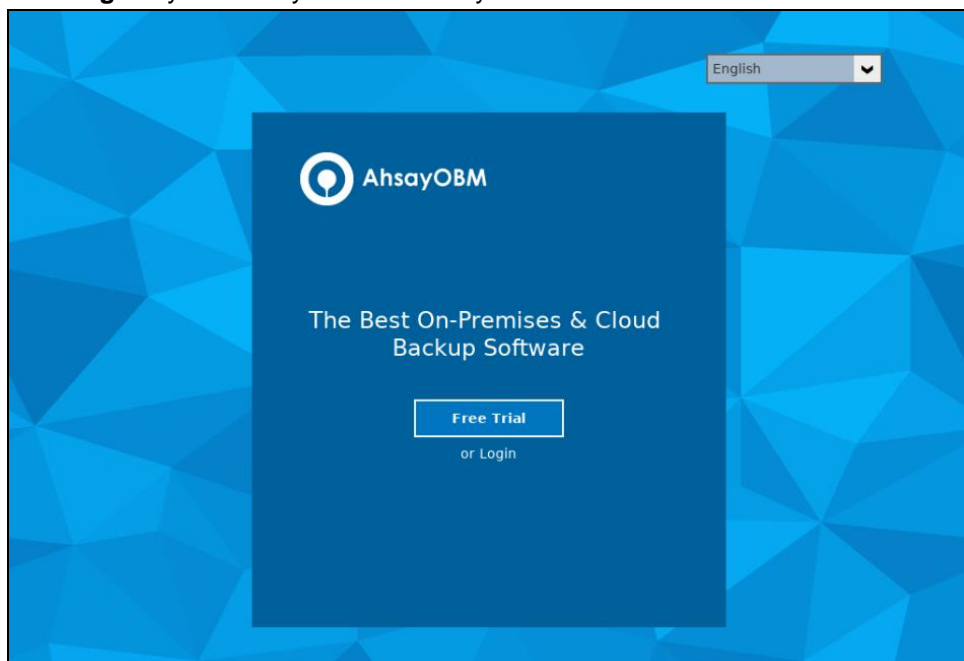 English
AhsayOBM
The Best On-Premises & Cloud
Backup Software
Free Trial
or Login